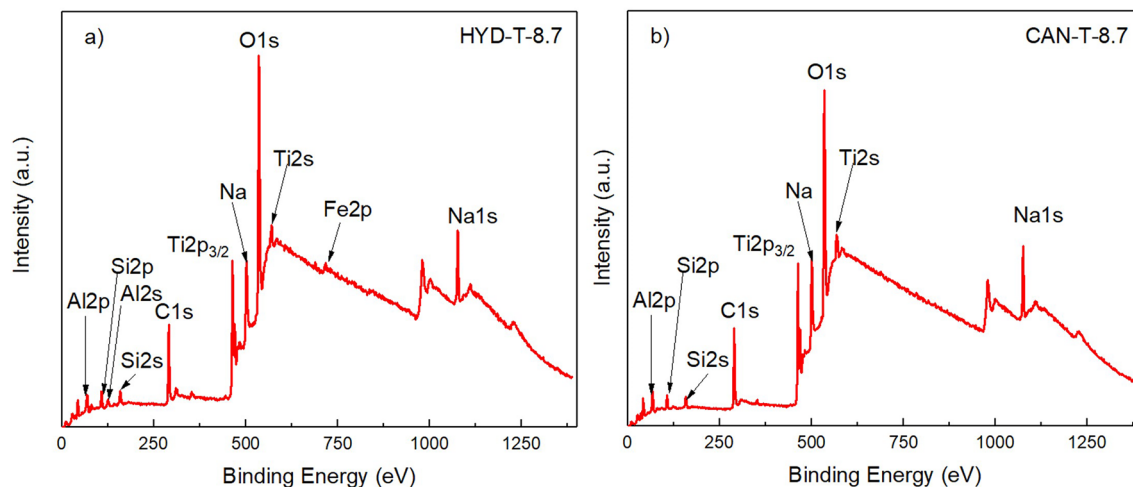 a)
HYD-T-8.7
O1s
Ti2s
Na
Fe2p
Na1s
Ti2p3/2
Si2p
Al2s
Al2p
C1s
Si2s
Intensity (a.u.)
0 250 500 750 1000 1250
Binding Energy (eV)
b)
CAN-T-8.7
O1s
Ti2s
Na
Na1s
Ti2p3/2
Si2p
Al2p
C1s
Si2s
Intensity (a.u.)
0 250 500 750 1000 1250
Binding Energy (eV)